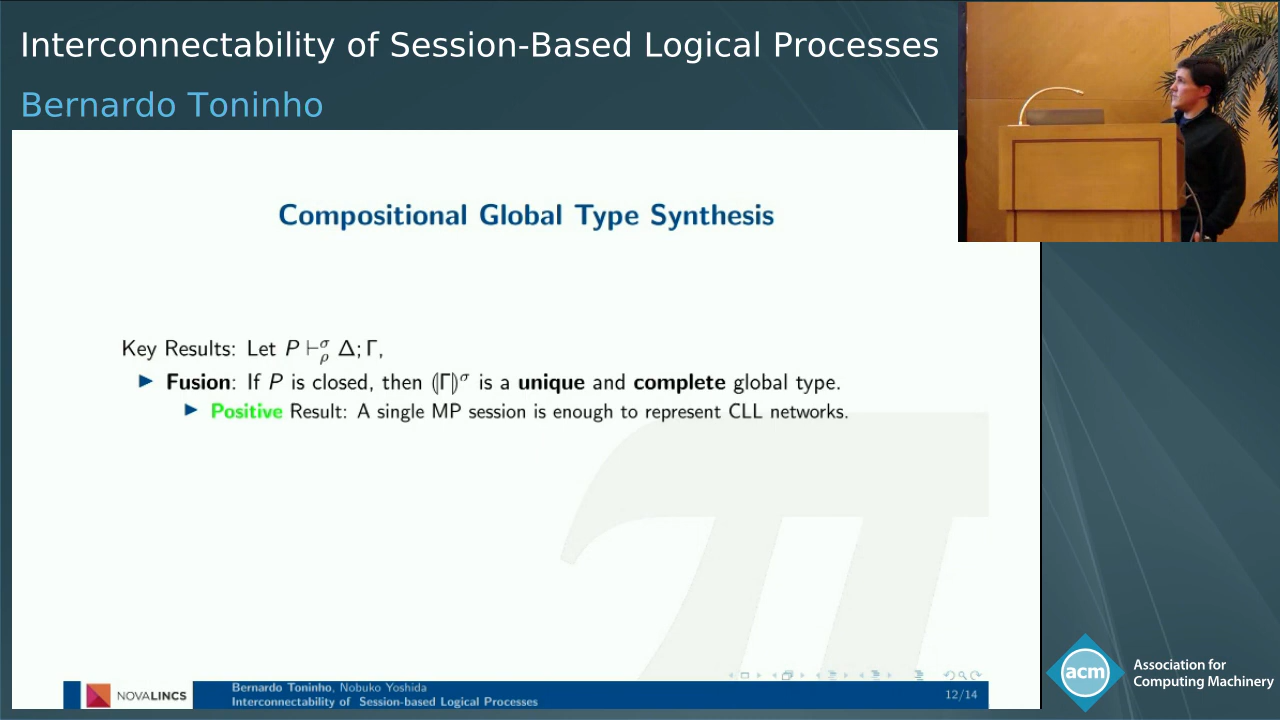 Interconnectability of Session-Based Logical Processes
Bernardo Toninho
Compositional Global Type Synthesis
Key Results: Let P ⊢σρ Δ; Γ,
Fusion: If P is closed, then ⦇Γ⦈σ is a unique and complete global type.
Positive Result: A single MP session is enough to represent CLL networks.
π
NOVALINCS
Bernardo Toninho, Nobuko Yoshida
Interconnectability of Session-based Logical Processes
12/14
acm
Association for
Computing Machinery